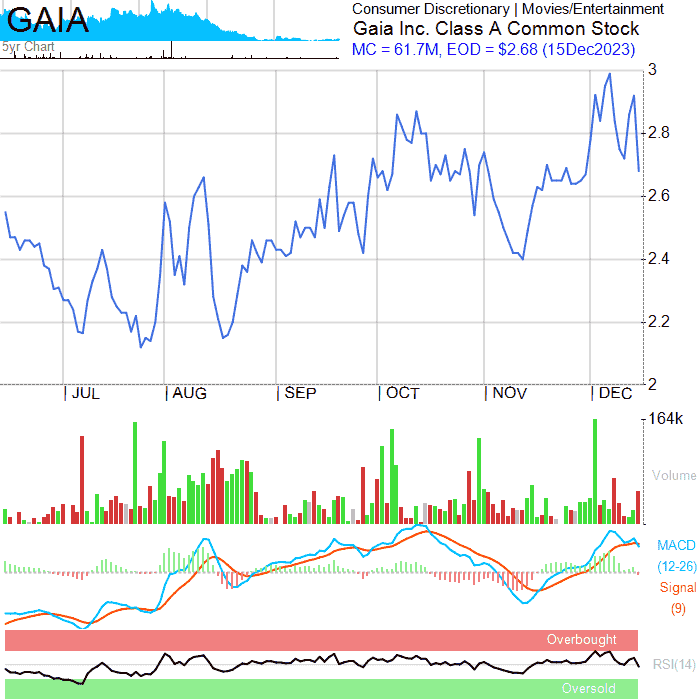 GAIA
5yr Chart
Consumer Discretionary | Movies/Entertainment
Gaia Inc. Class A Common Stock
MC = 61.7M, EOD = $2.68 (15Dec2023)
3
2.8
2.6
2.4
2.2
2
| JUL | AUG | SEP | OCT | NOV | DEC
164k
Volume
MACD
(12-26)
Signal
(9)
Overbought
RSI(14)
Oversold